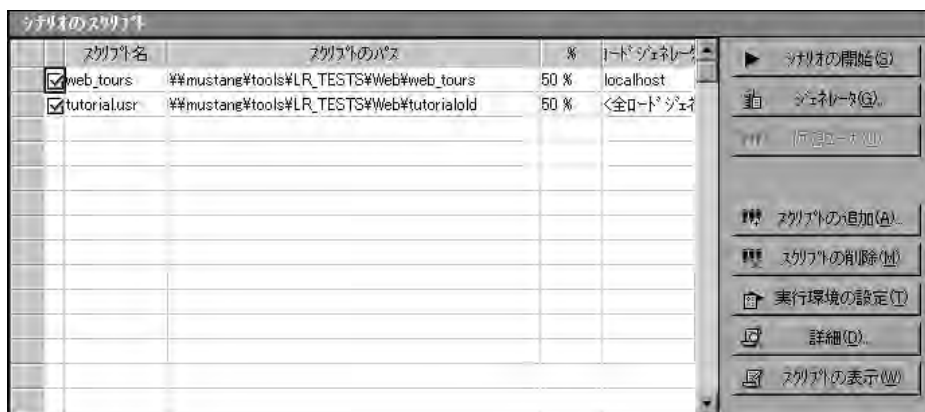 シナリオのスクリプト
スクリプト名 スクリプトのパス % ロード ジェネレータ
web_tours ¥¥mustang¥tools¥LR_TESTS¥Web¥web_tours 50 % localhost
tutorial.usr ¥¥mustang¥tools¥LR_TESTS¥Web¥tutorialold 50 % <全ロード ジェネ
シナリオの開始(S)
ジェネレータ(G)...
仮想ユーザ(U)
スクリプトの追加(A)...
スクリプトの削除(M)
実行環境の設定(T)
詳細(D)...
スクリプトの表示(W)